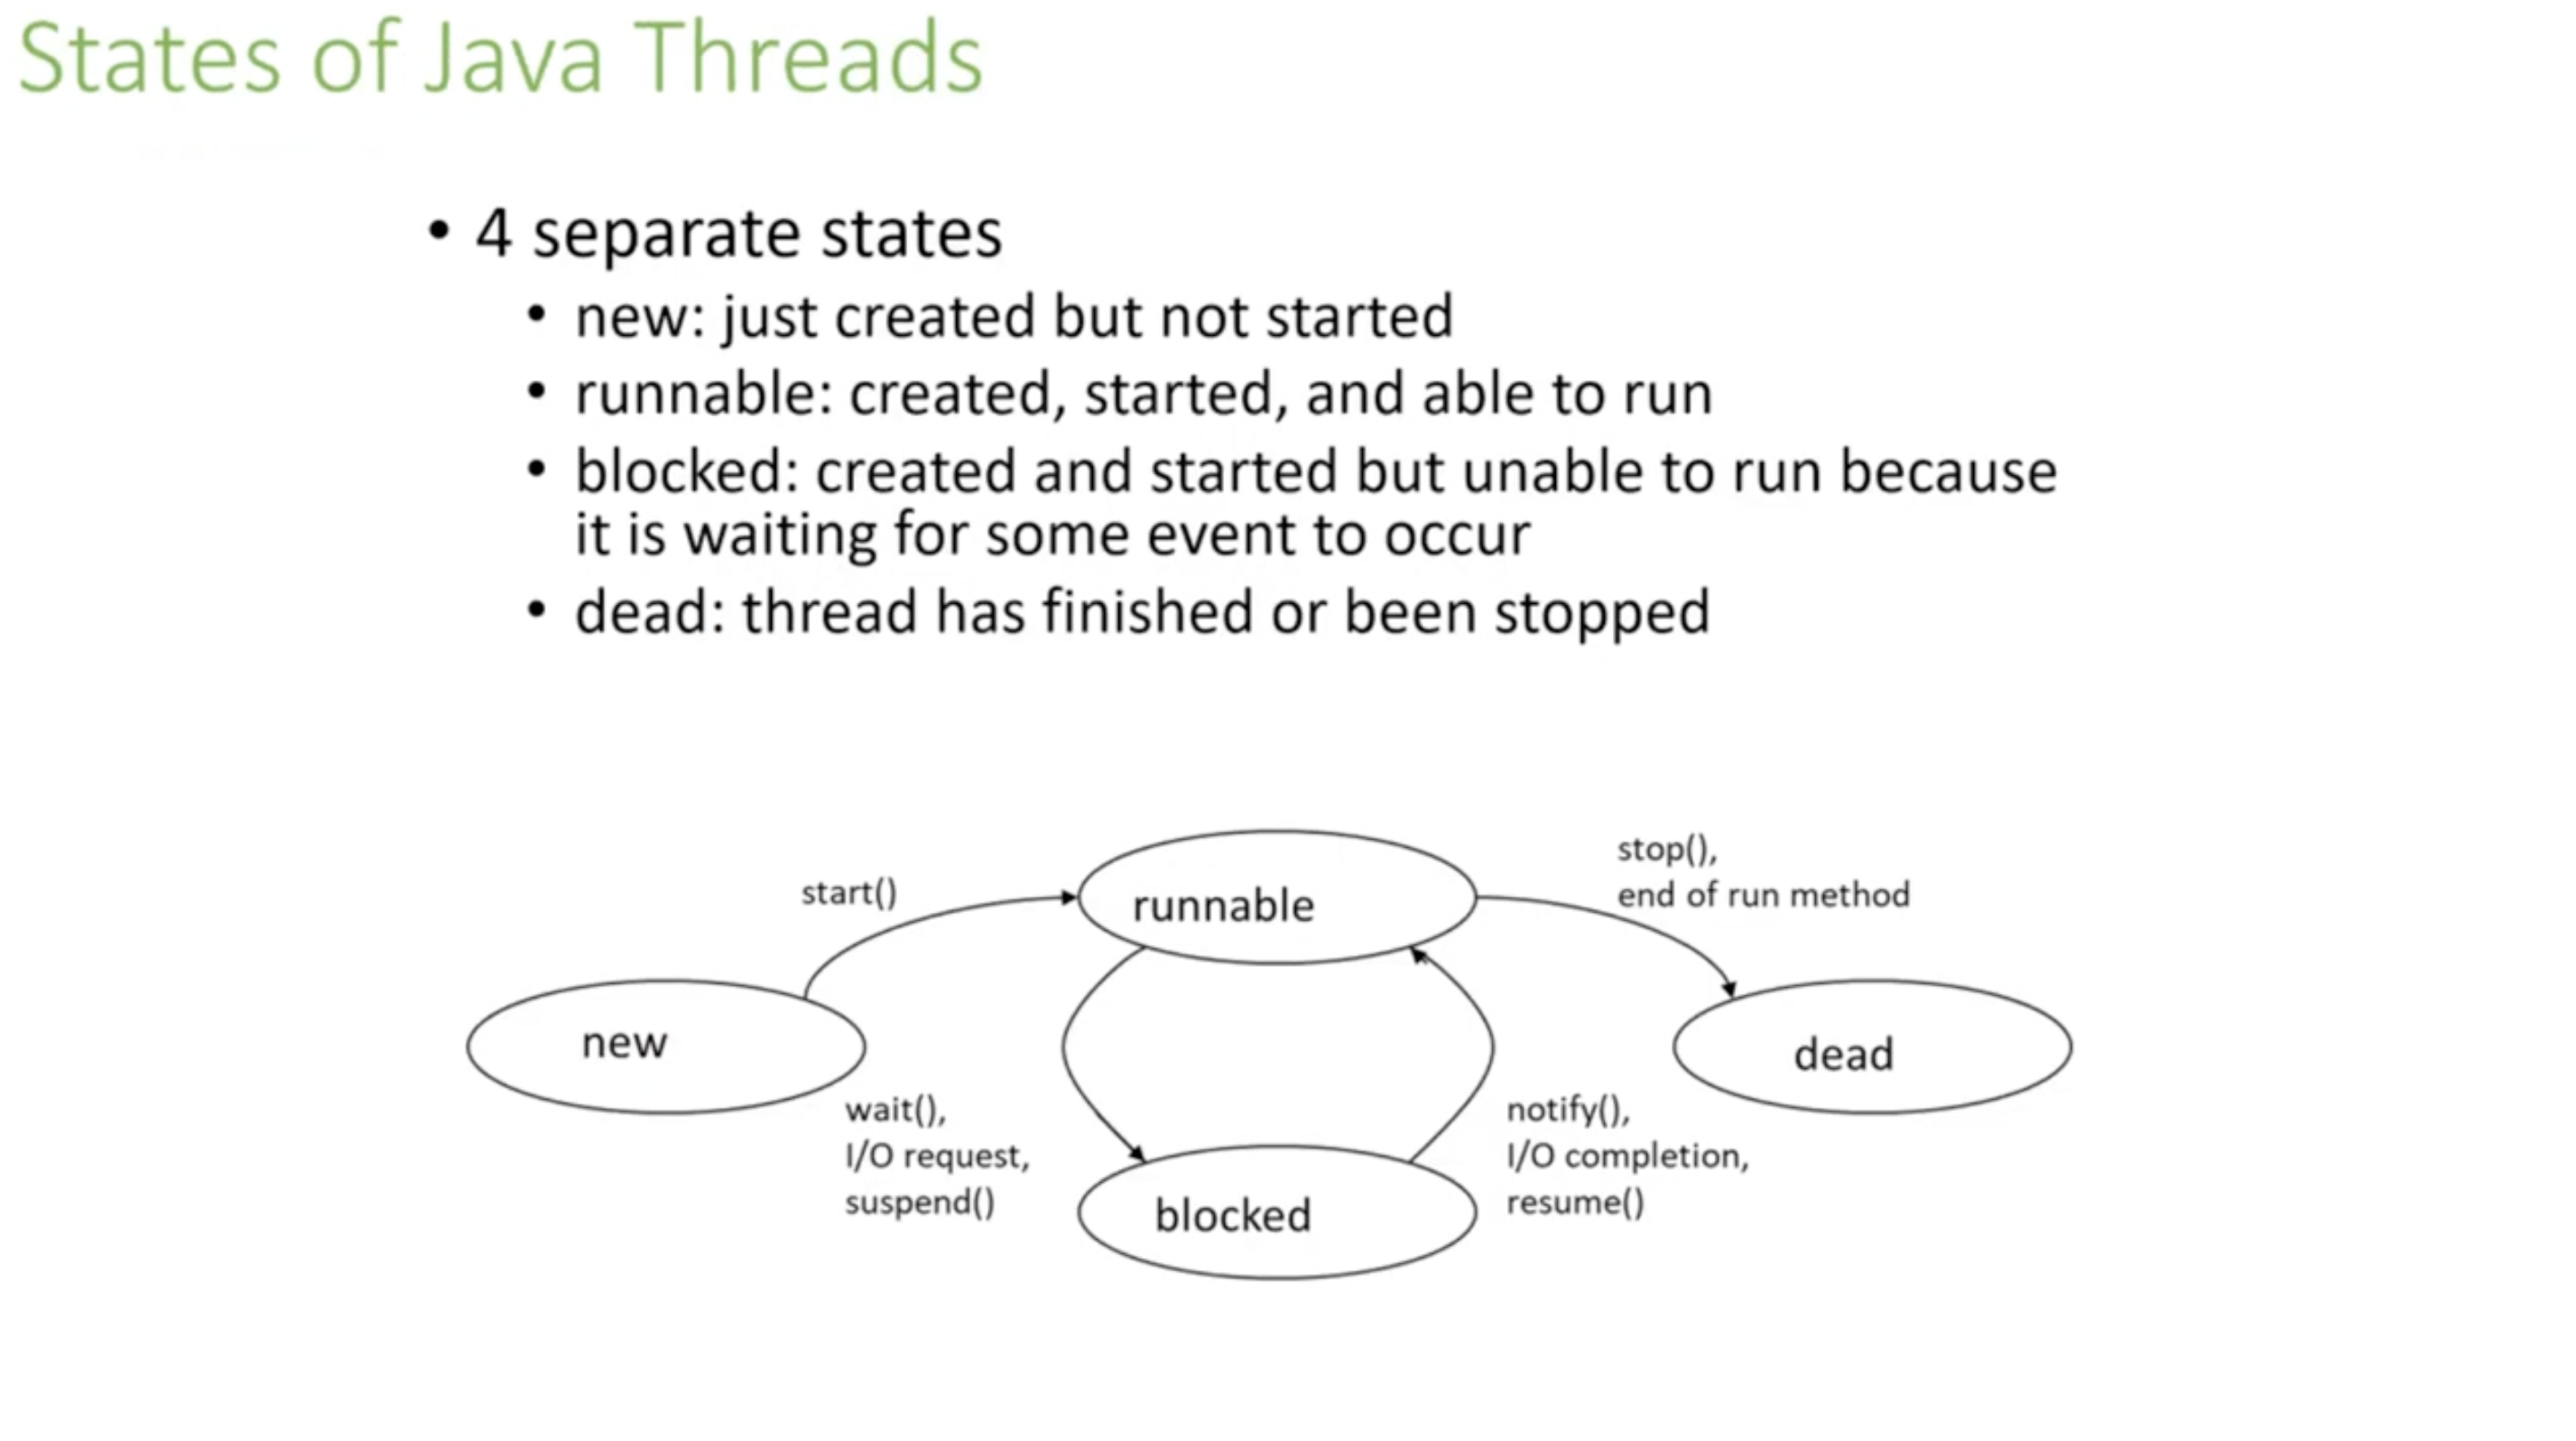 States of Java Threads
• 4 separate states
• new: just created but not started
• runnable: created, started, and able to run
• blocked: created and started but unable to run because
it is waiting for some event to occur
• dead: thread has finished or been stopped
start()
runnable
stop(),
end of run method
new
dead
wait(),
I/O request,
suspend()
blocked
notify(),
I/O completion,
resume()